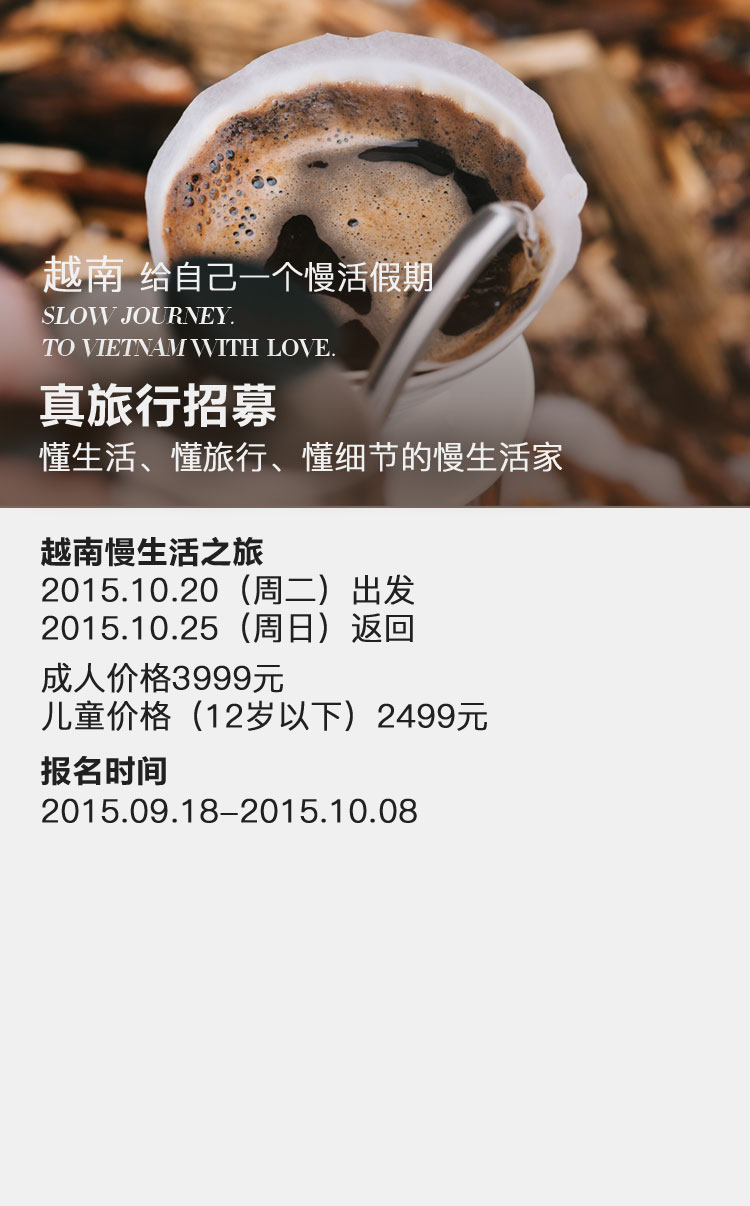 越南 给自己一个慢活假期
SLOW JOURNEY.
TO VIETNAM WITH LOVE.
真旅行招募
懂生活、懂旅行、懂细节的慢生活家
越南慢生活之旅
2015.10.20（周二）出发
2015.10.25（周日）返回
成人价格3999元
儿童价格（12岁以下）2499元
报名时间
2015.09.18–2015.10.08